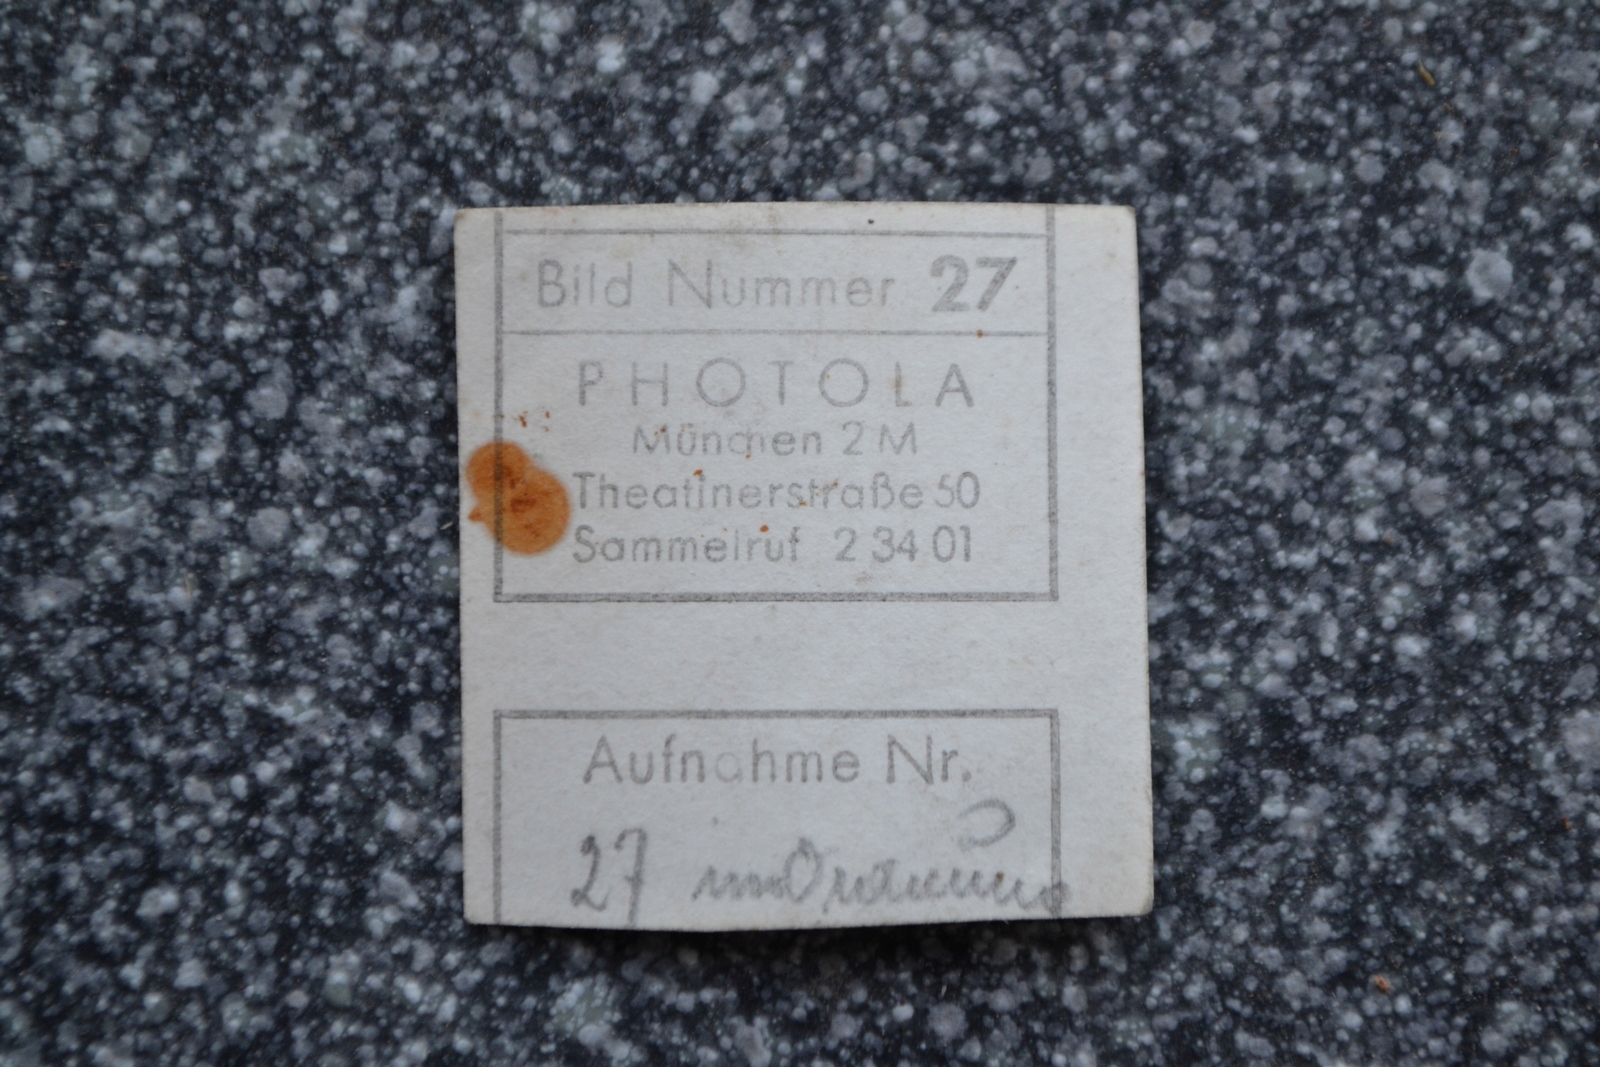 Bild Nummer 27
PHOTOLA
München 2 M
Theatinerstraße 50
Sammelruf 2 34 01
Aufnahme Nr.
27